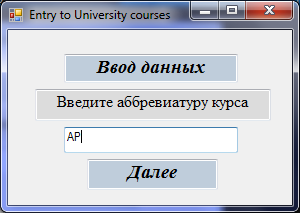 Entry to University courses
Ввод данных
Введите аббревиатуру курса
AP
Далее